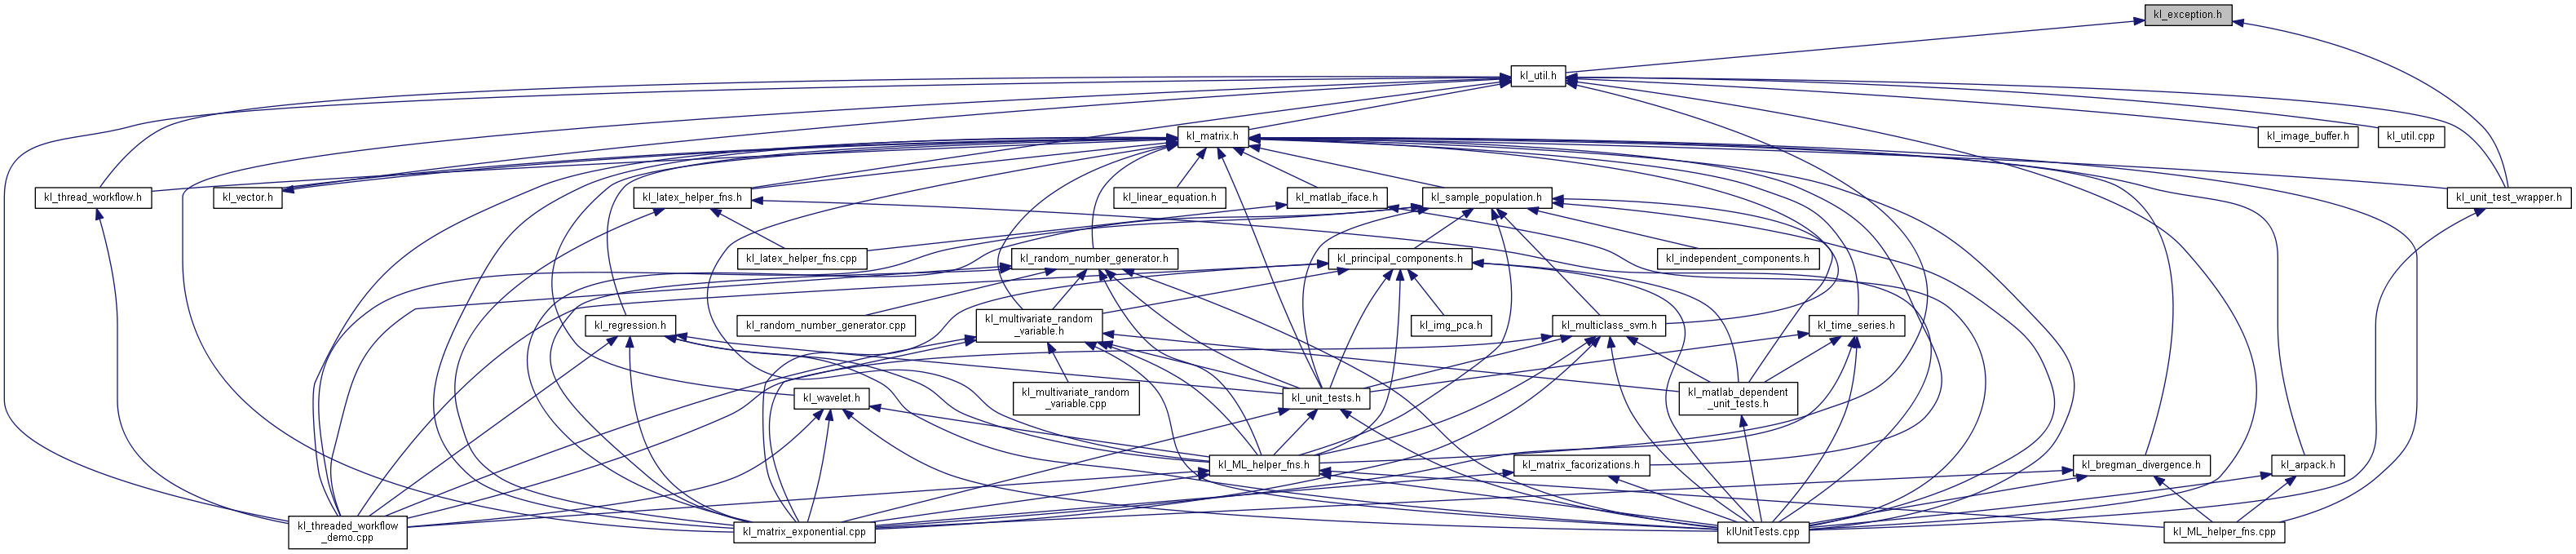 kl_exception.h
kl_util.h
kl_matrix.h
kl_image_buffer.h
kl_util.cpp
kl_thread_workflow.h
kl_vector.h
kl_latex_helper_fns.h
kl_linear_equation.h
kl_matlab_iface.h
kl_sample_population.h
kl_unit_test_wrapper.h
kl_latex_helper_fns.cpp
kl_random_number_generator.h
kl_principal_components.h
kl_independent_components.h
kl_regression.h
kl_random_number_generator.cpp
kl_multivariate_random
_variable.h
kl_img_pca.h
kl_multiclass_svm.h
kl_time_series.h
kl_wavelet.h
kl_multivariate_random
_variable.cpp
kl_unit_tests.h
kl_matlab_dependent
_unit_tests.h
kl_ML_helper_fns.h
kl_matrix_facorizations.h
kl_bregman_divergence.h
kl_arpack.h
kl_threaded_workflow
_demo.cpp
kl_matrix_exponential.cpp
klUnitTests.cpp
kl_ML_helper_fns.cpp